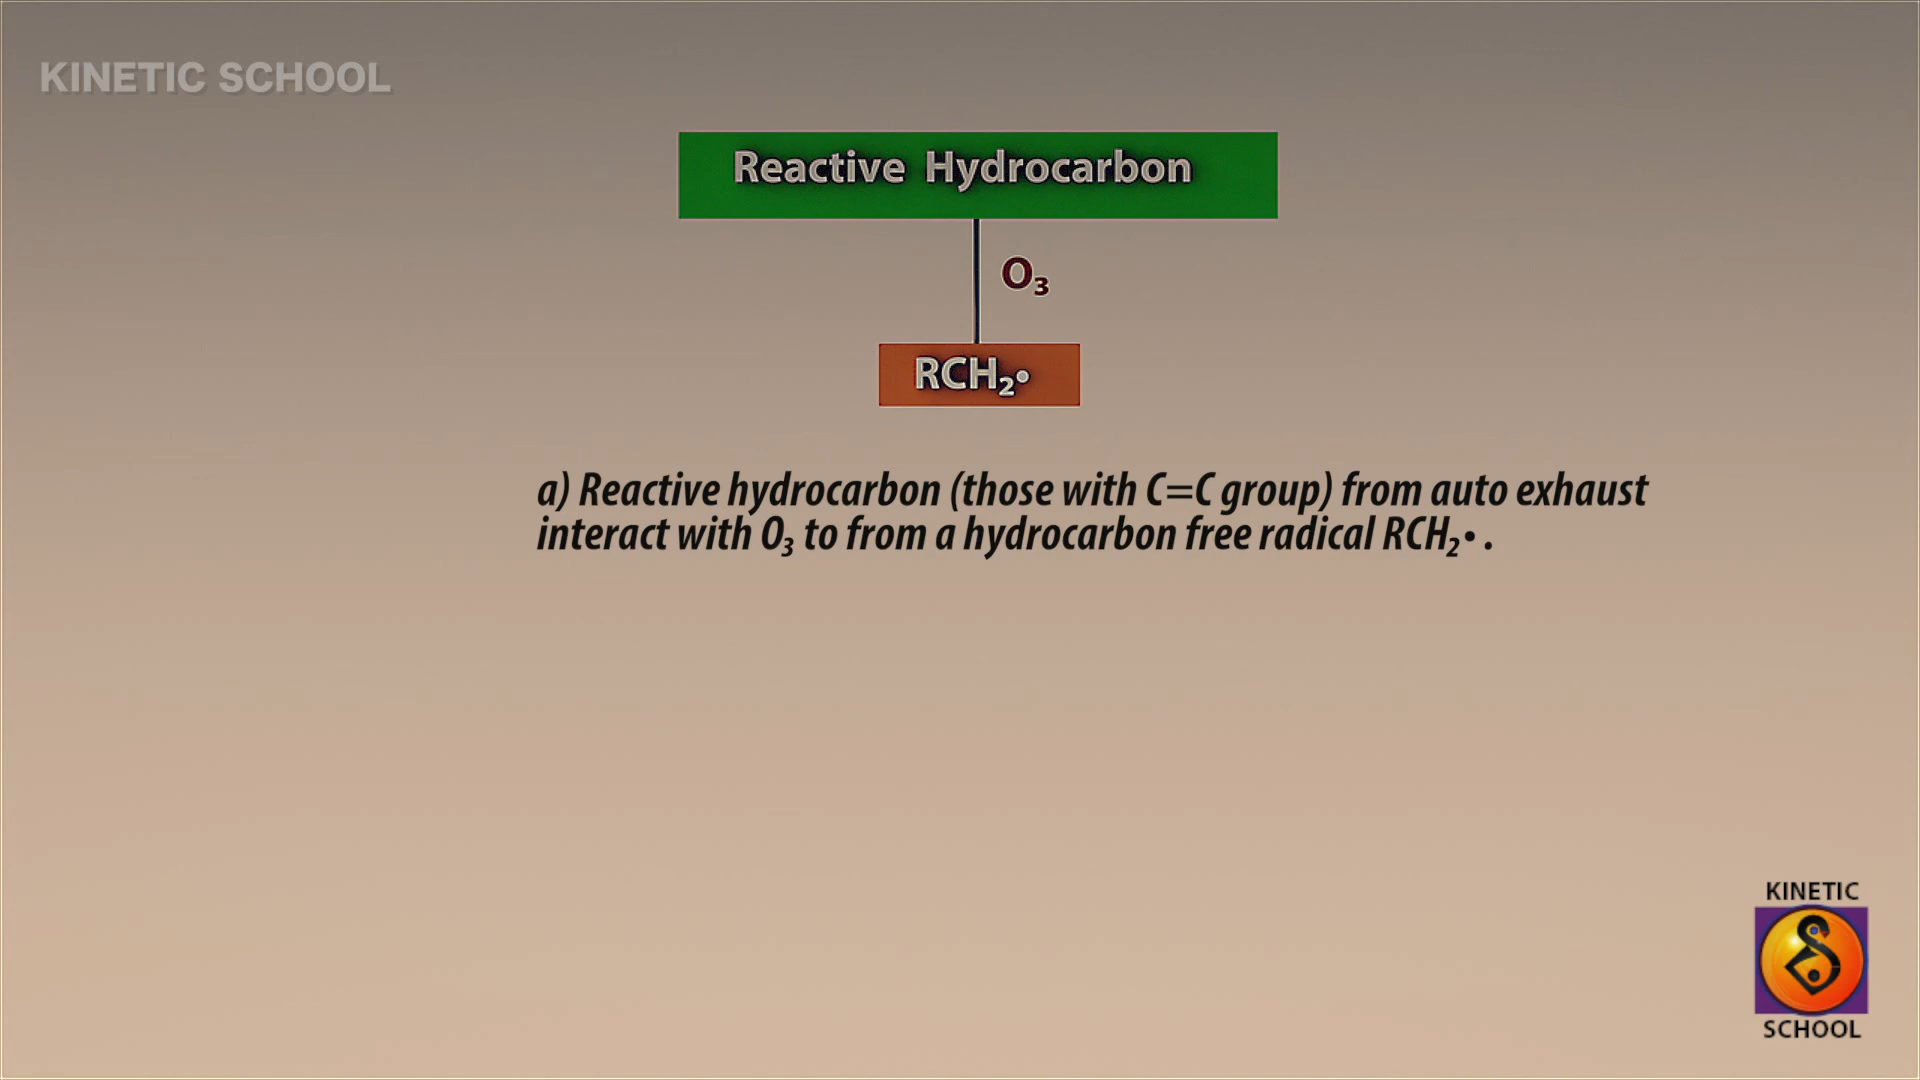 KINETIC SCHOOL
Reactive Hydrocarbon
O₃
RCH₂•
a) Reactive hydrocarbon (those with C=C group) from auto exhaust
interact with O₃ to from a hydrocarbon free radical RCH₂• .
KINETIC
SCHOOL